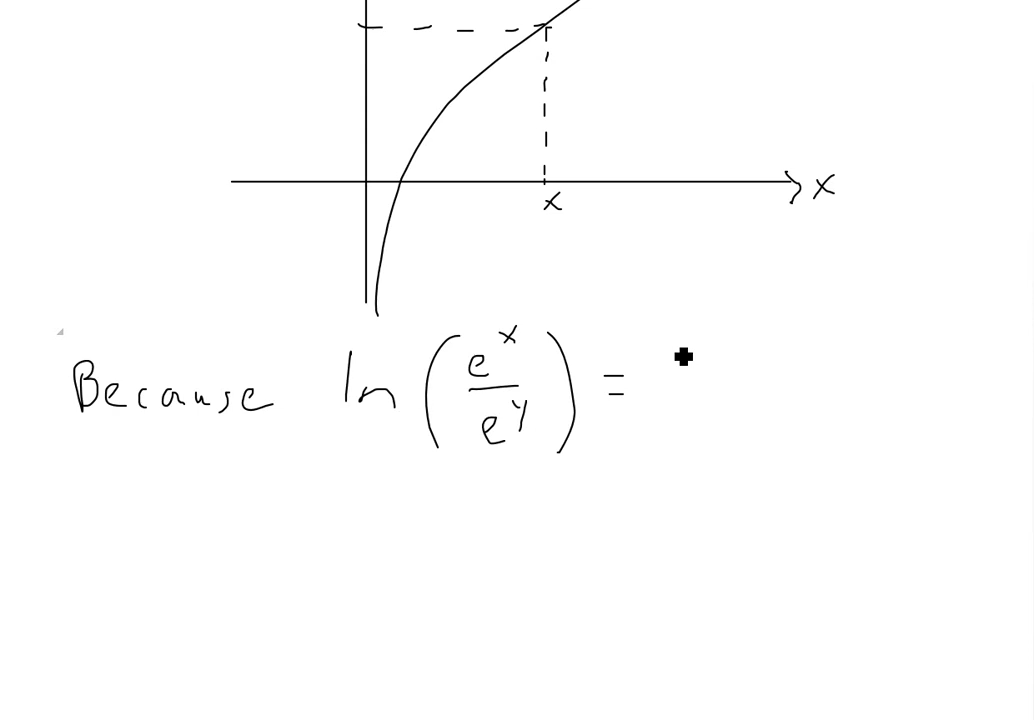 x
x
Because ln(e^x/e^y) =